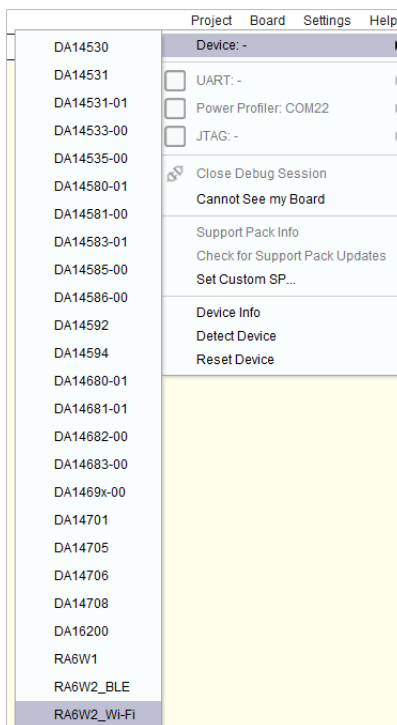 Project Board Settings Help
Device: -
UART: -
Power Profiler: COM22
JTAG: -
Close Debug Session
Cannot See my Board
Support Pack Info
Check for Support Pack Updates
Set Custom SP...
Device Info
Detect Device
Reset Device
DA14530
DA14531
DA14531-01
DA14533-00
DA14535-00
DA14580-01
DA14581-00
DA14583-01
DA14585-00
DA14586-00
DA14592
DA14594
DA14680-01
DA14681-01
DA14682-00
DA14683-00
DA1469x-00
DA14701
DA14705
DA14706
DA14708
DA16200
RA6W1
RA6W2_BLE
RA6W2_Wi-Fi